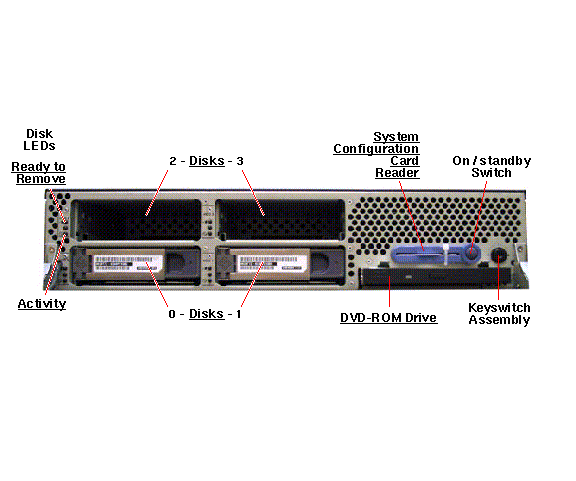 Disk
LEDs
Ready to
Remove
2 - Disks - 3
System
Configuration
Card
Reader
On / standby
Switch
Activity
0 - Disks - 1
DVD-ROM Drive
Keyswitch
Assembly